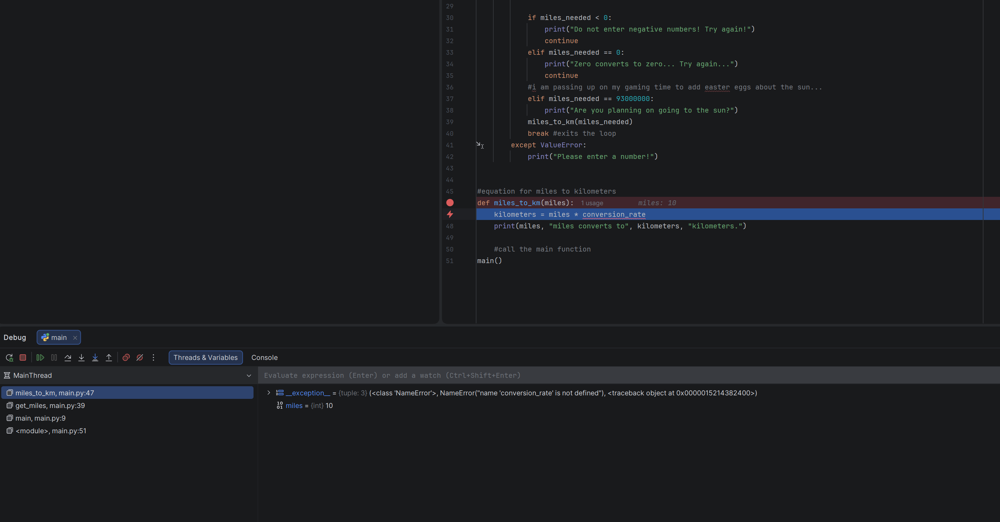 29
30 if miles_needed < 0:
31 print("Do not enter negative numbers! Try again!")
32 continue
33 elif miles_needed == 0:
34 print("Zero converts to zero... Try again...")
35 continue
36 #i am passing up on my gaming time to add easter eggs about the sun...
37 elif miles_needed == 93000000:
38 print("Are you planning on going to the sun?")
39 miles_to_km(miles_needed)
40 break #exits the loop
41 except ValueError:
42 print("Please enter a number!")
43
44
45 #equation for miles to kilometers
def miles_to_km(miles): 1 usage miles: 10
kilometers = miles * conversion_rate
48 print(miles, "miles converts to", kilometers, "kilometers.")
49
50 #call the main function
51 main()
Debug main
Threads & Variables Console
MainThread
Evaluate expression (Enter) or add a watch (Ctrl+Shift+Enter)
miles_to_km, main.py:47
get_miles, main.py:39
main, main.py:9
<module>, main.py:51
__exception__ = {tuple: 3} (<class 'NameError'>, NameError("name 'conversion_rate' is not defined"), <traceback object at 0x0000015214382400>)
miles = {int} 10